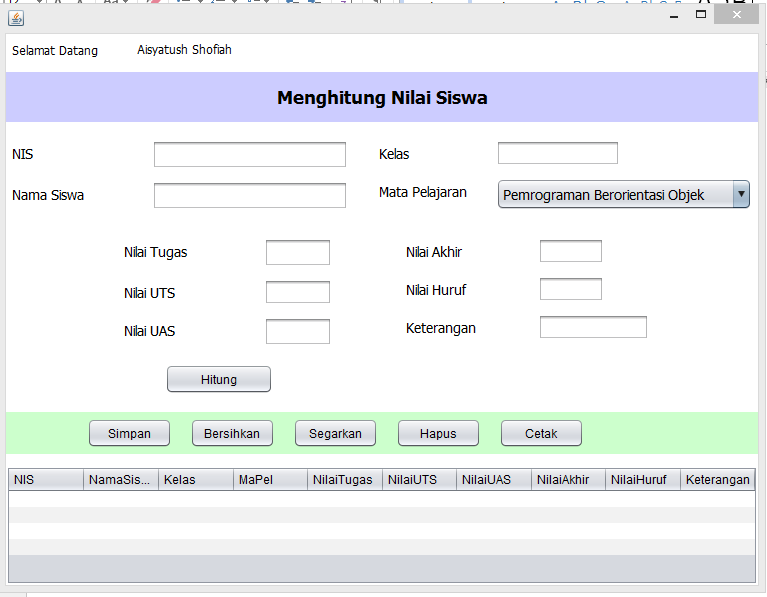 Selamat Datang Aisyatush Shofiah
Menghitung Nilai Siswa
NIS Kelas
Nama Siswa Mata Pelajaran Pemrograman Berorientasi Objek
Nilai Tugas Nilai Akhir
Nilai UTS Nilai Huruf
Nilai UAS Keterangan
Hitung
Simpan Bersihkan Segarkan Hapus Cetak
NIS NamaSis... Kelas MaPel NilaiTugas NilaiUTS NilaiUAS NilaiAkhir NilaiHuruf Keterangan